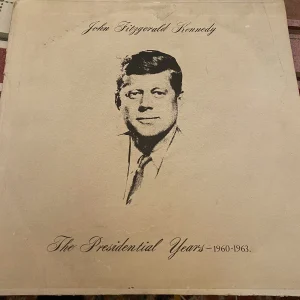 John Fitzgerald Kennedy
The Presidential Years - 1960-1963.